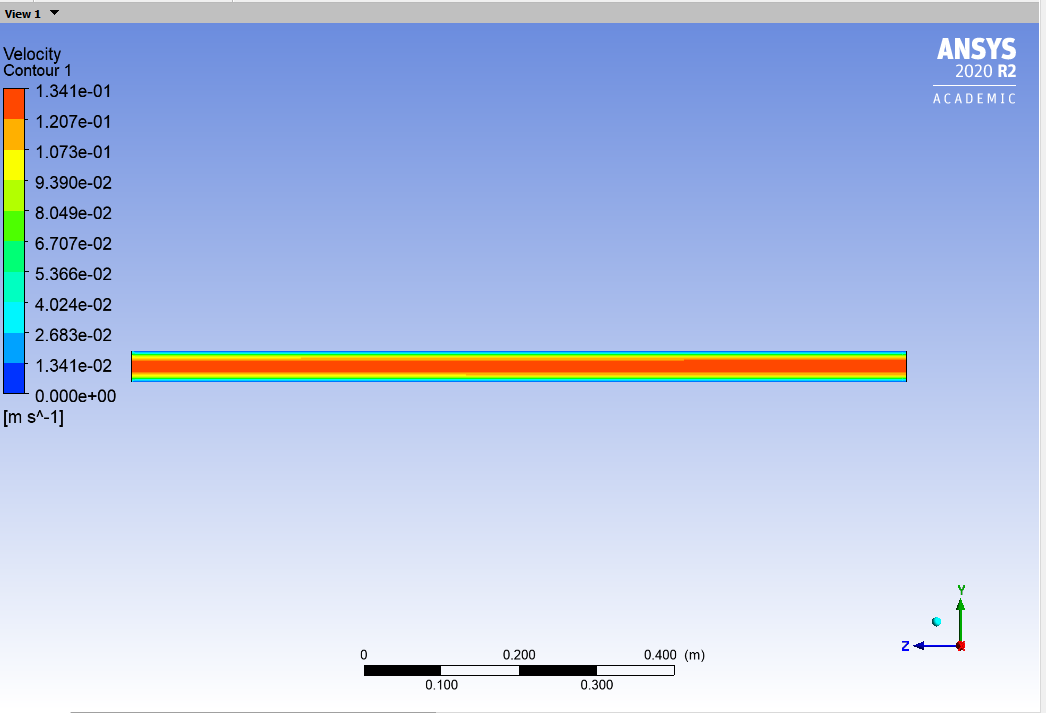 View 1
Velocity
Contour 1
1.341e-01
1.207e-01
1.073e-01
9.390e-02
8.049e-02
6.707e-02
5.366e-02
4.024e-02
2.683e-02
1.341e-02
0.000e+00
[m s^-1]
ANSYS
2020 R2
ACADEMIC
Y
Z
0 0.200 0.400 (m)
0.100 0.300